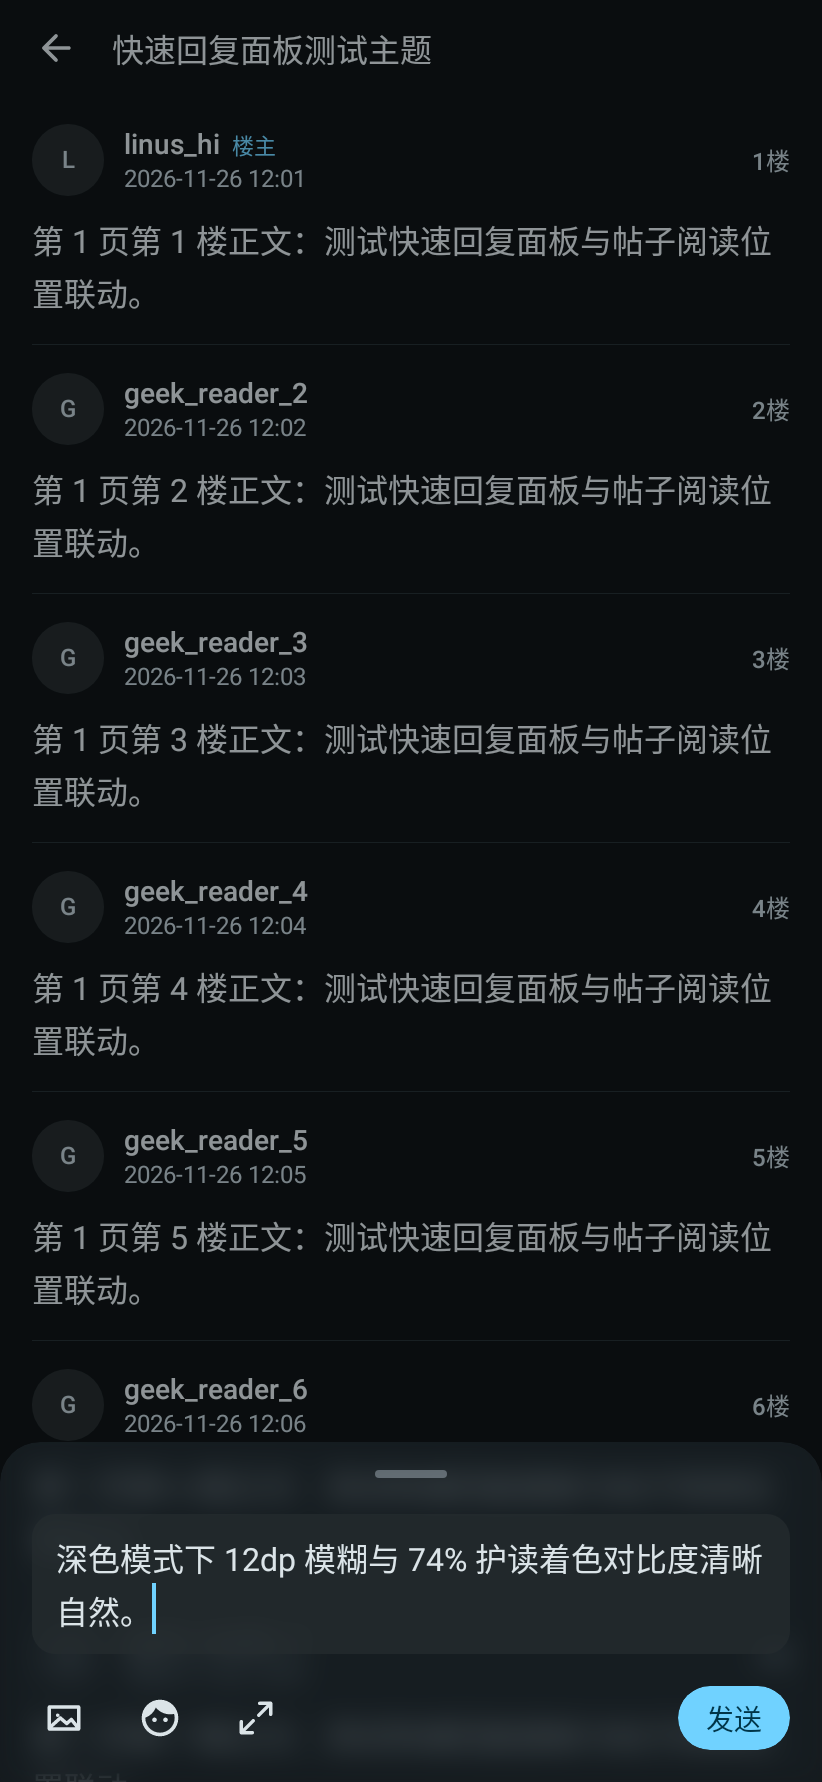 快速回复面板测试主题
L
linus_hi 楼主
1楼
2026-11-26 12:01
第 1 页第 1 楼正文：测试快速回复面板与帖子阅读位
置联动。
G
geek_reader_2
2楼
2026-11-26 12:02
第 1 页第 2 楼正文：测试快速回复面板与帖子阅读位
置联动。
G
geek_reader_3
3楼
2026-11-26 12:03
第 1 页第 3 楼正文：测试快速回复面板与帖子阅读位
置联动。
G
geek_reader_4
4楼
2026-11-26 12:04
第 1 页第 4 楼正文：测试快速回复面板与帖子阅读位
置联动。
G
geek_reader_5
5楼
2026-11-26 12:05
第 1 页第 5 楼正文：测试快速回复面板与帖子阅读位
置联动。
G
geek_reader_6
6楼
2026-11-26 12:06
深色模式下 12dp 模糊与 74% 护读着色对比度清晰
自然。
发送